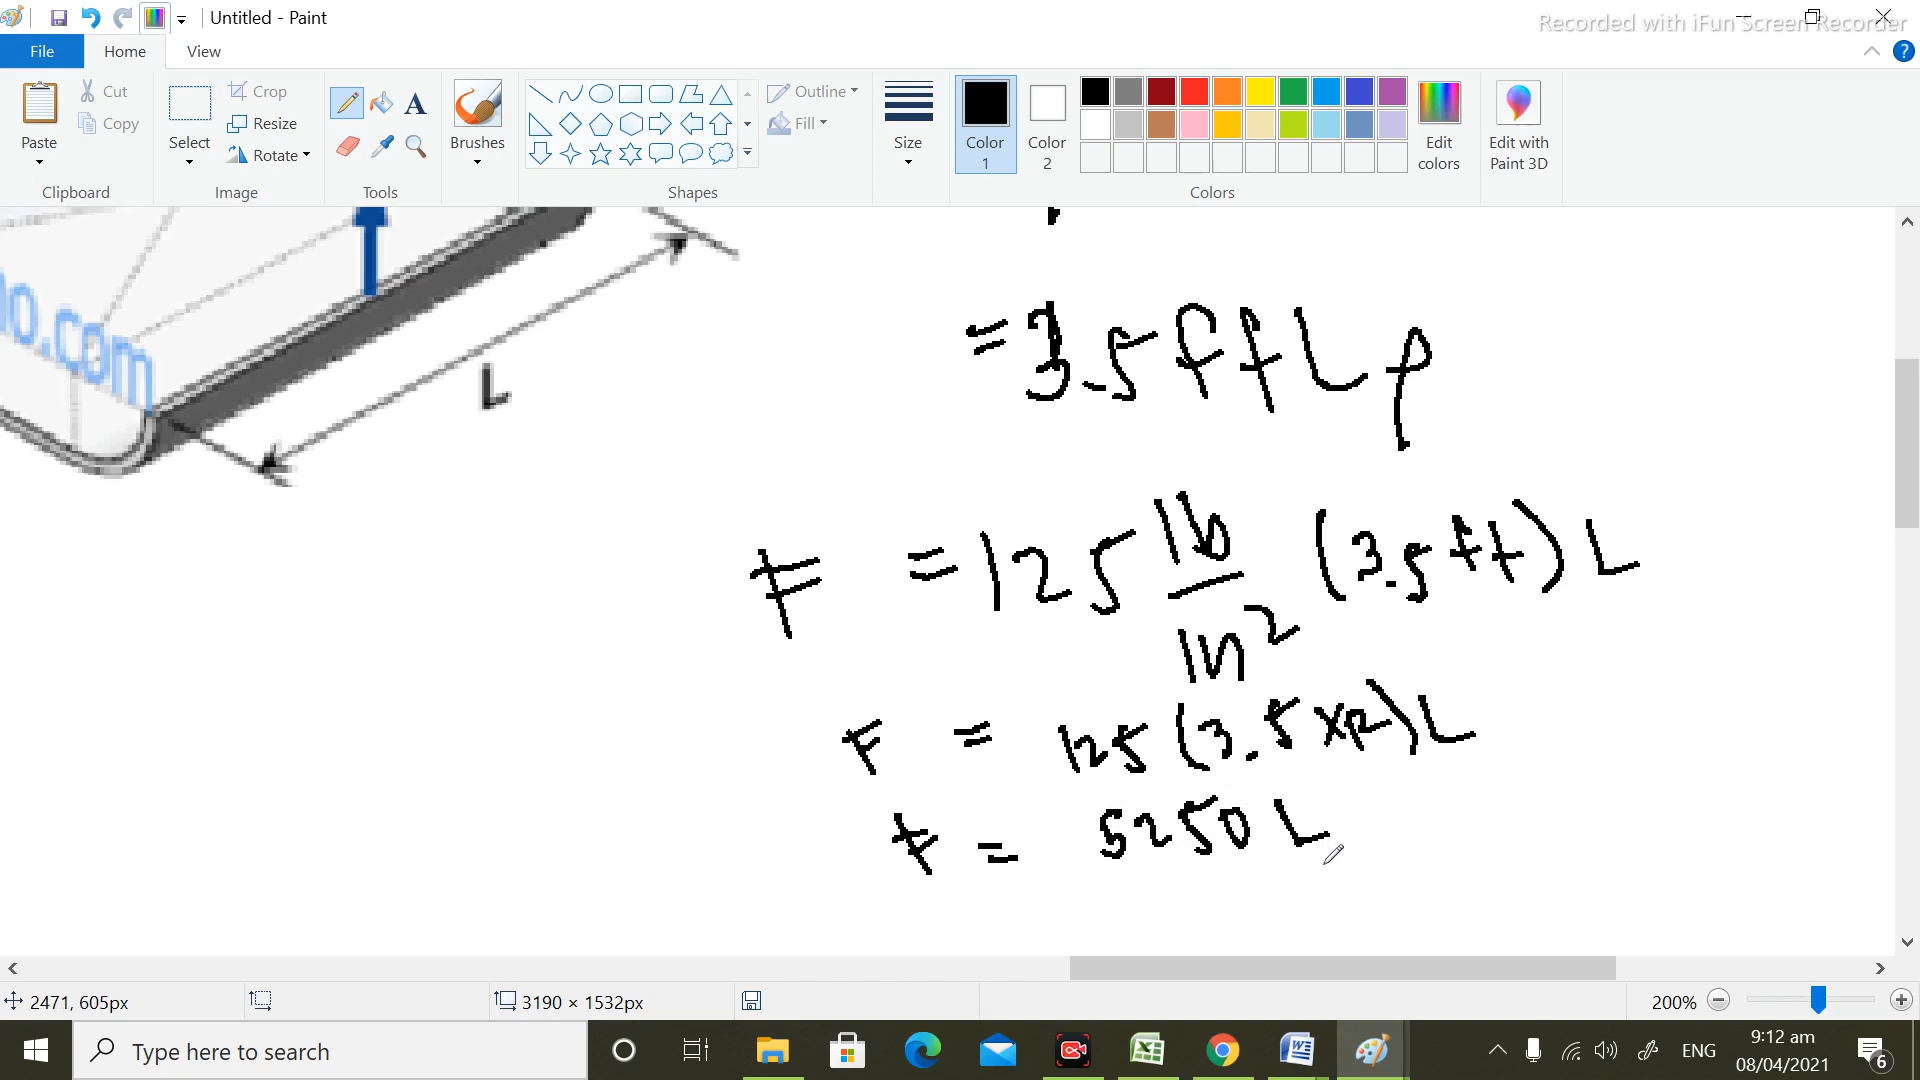 Untitled - Paint
Recorded with iFun Screen Recorder
File Home View
Paste Cut Copy Clipboard
Select Crop Resize Rotate Image
A Tools
Brushes
Shapes Outline Fill
Size
Color 1 Color 2 Edit colors Colors
Edit with Paint 3D
o.com
L
= 3.5 ft L p
F = 125 lb/in² (3.5 ft) L
F = 125 (3.5 x12) L
F = 5250 L
2471, 605px 3190 × 1532px 200%
Type here to search
ENG 9:12 am 08/04/2021 6